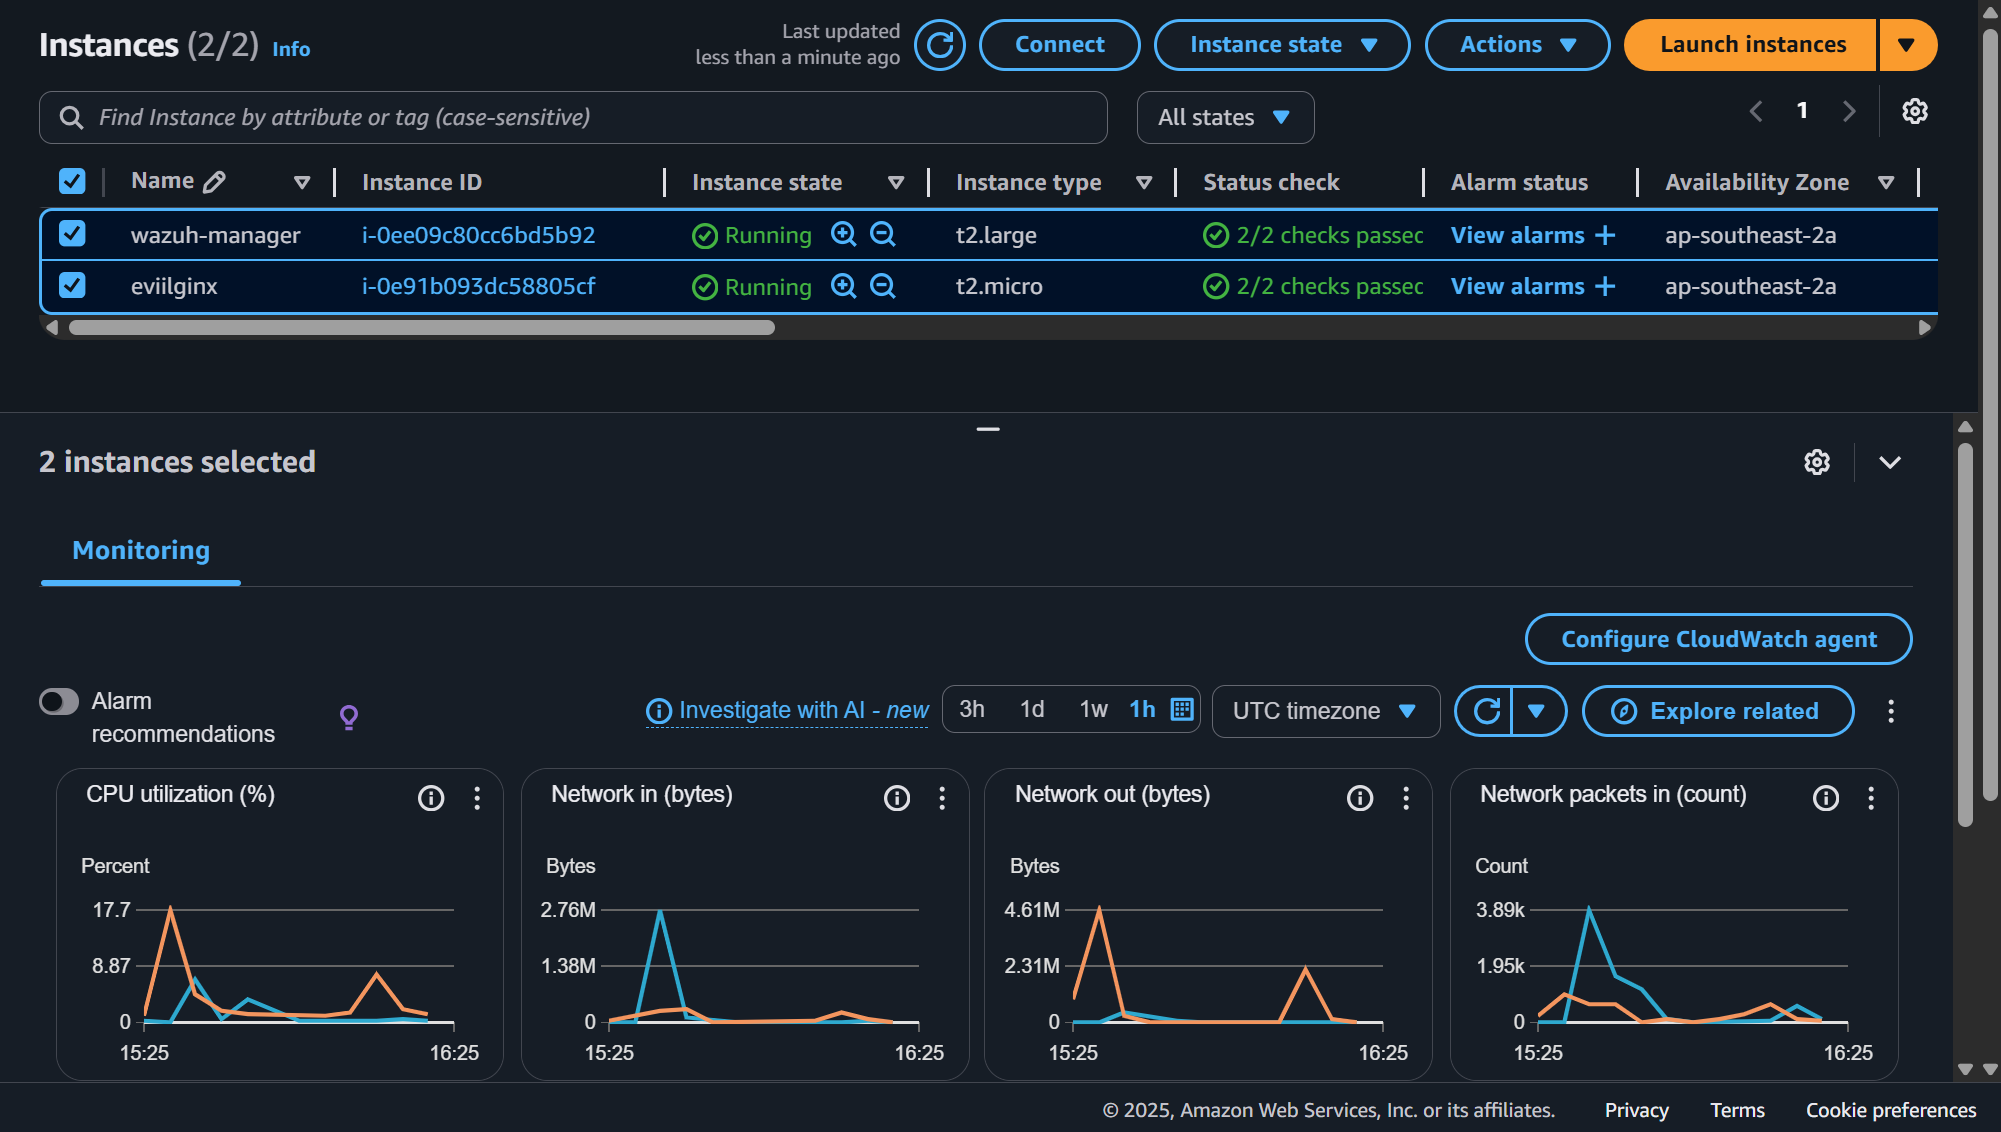 Instances (2/2) Info
Last updated
less than a minute ago
Connect
Instance state
Actions
Launch instances
Find Instance by attribute or tag (case-sensitive)
All states
1
Name Instance ID Instance state Instance type Status check Alarm status Availability Zone
wazuh-manager i-0ee09c80cc6bd5b92 Running t2.large 2/2 checks passec View alarms + ap-southeast-2a
eviilginx i-0e91b093dc58805cf Running t2.micro 2/2 checks passec View alarms + ap-southeast-2a
2 instances selected
Monitoring
Configure CloudWatch agent
Alarm
recommendations
Investigate with AI - new
3h 1d 1w 1h
UTC timezone
Explore related
CPU utilization (%)
Percent
17.7
8.87
0
15:25 16:25
Network in (bytes)
Bytes
2.76M
1.38M
0
15:25 16:25
Network out (bytes)
Bytes
4.61M
2.31M
0
15:25 16:25
Network packets in (count)
Count
3.89k
1.95k
0
15:25 16:25
© 2025, Amazon Web Services, Inc. or its affiliates. Privacy Terms Cookie preferences